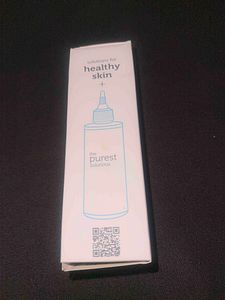 solutions for
healthy
skin
+
the
purest
solutions